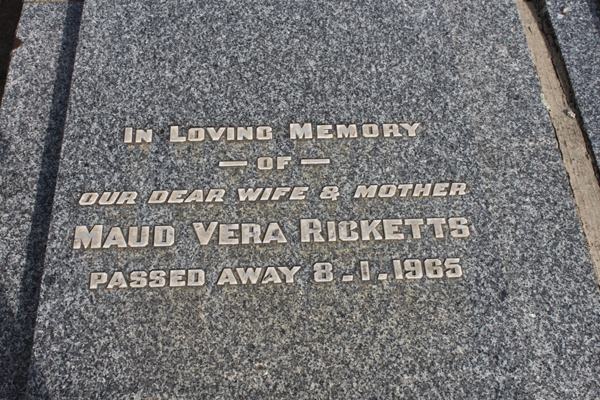 In Loving Memory
— OF —
OUR DEAR WIFE & MOTHER
MAUD VERA RICKETTS
PASSED AWAY 8.1.1965